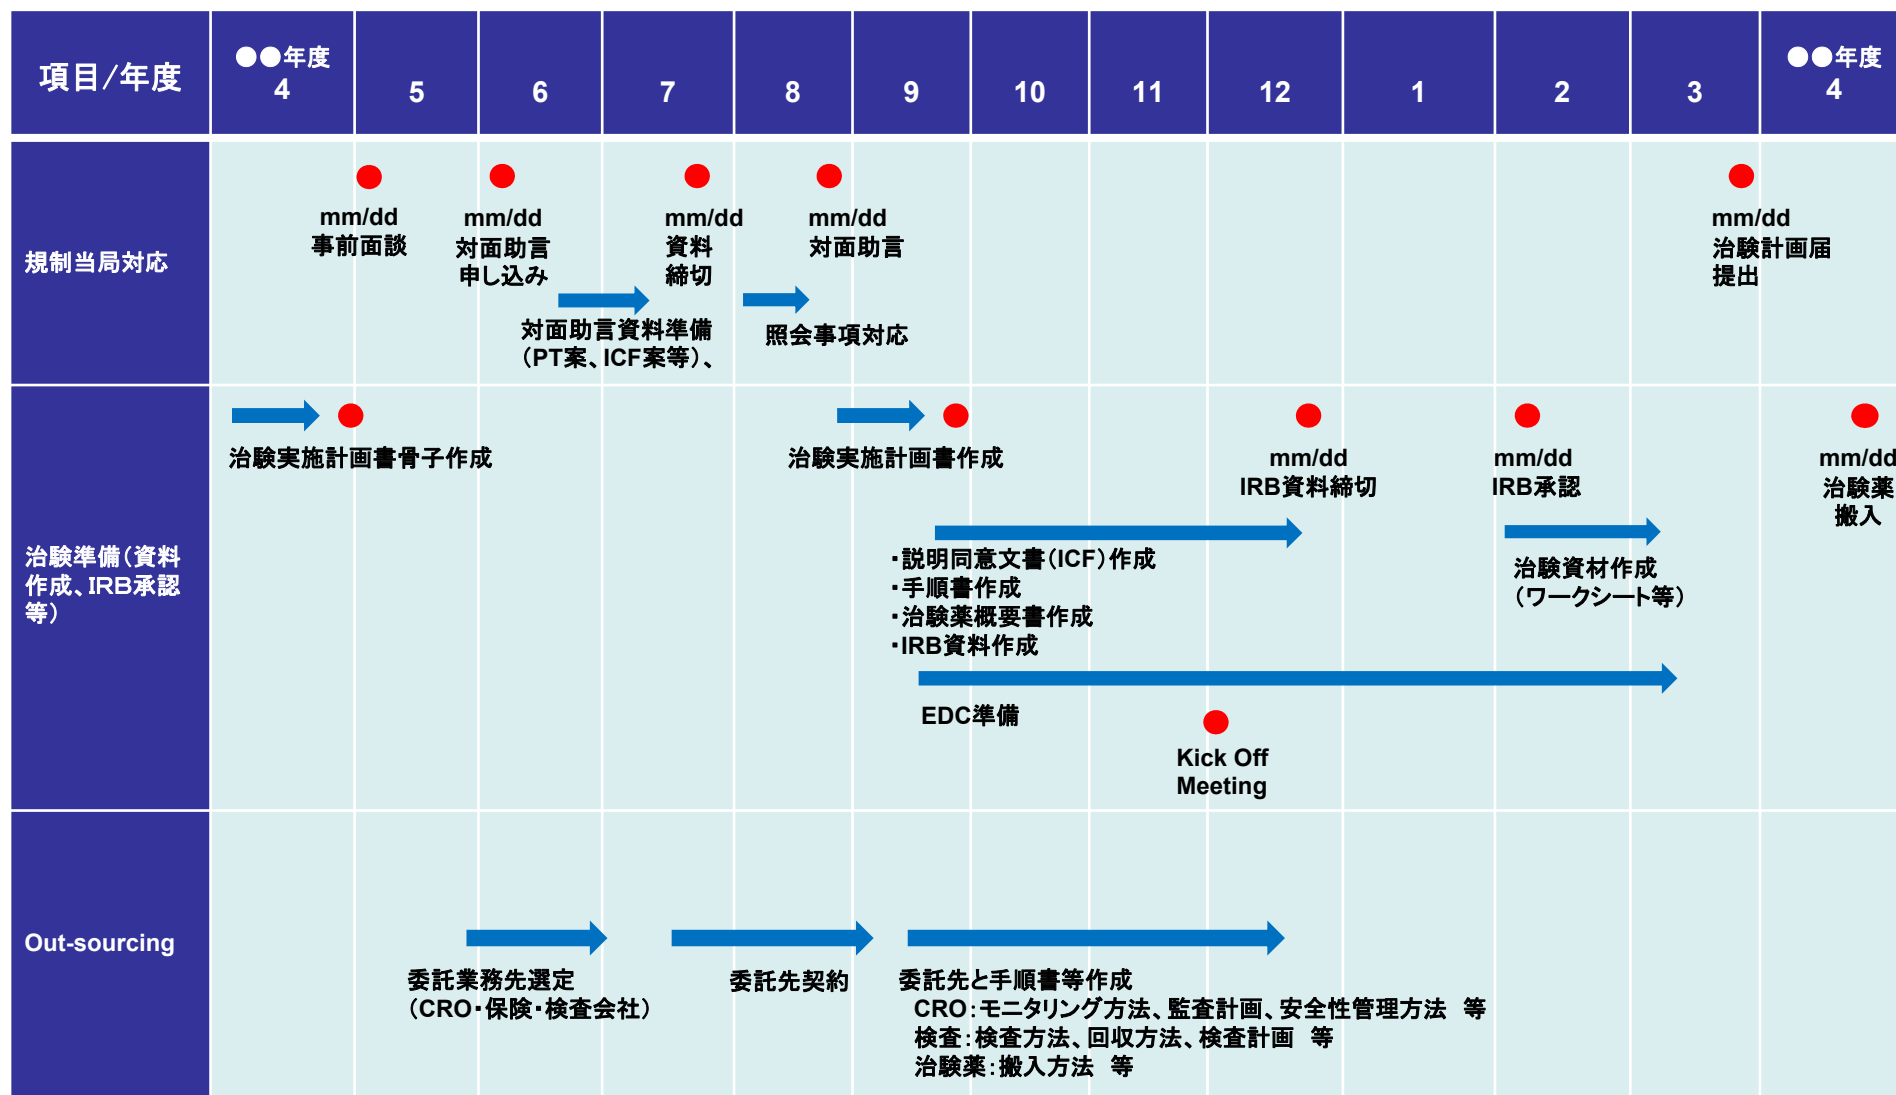 項目/年度
●●年度
4
5
6
7
8
9
10
11
12
1
2
3
●●年度
4
規制当局対応
mm/dd
事前面談
mm/dd
対面助言
申し込み
mm/dd
資料
締切
mm/dd
対面助言
mm/dd
治験計画届
提出
対面助言資料準備
（PT案、ICF案等）、
照会事項対応
治験準備（資料
作成、IRB承認
等）
治験実施計画書骨子作成
治験実施計画書作成
mm/dd
IRB資料締切
mm/dd
IRB承認
mm/dd
治験薬
搬入
・説明同意文書（ICF）作成
・手順書作成
・治験薬概要書作成
・IRB資料作成
治験資材作成
（ワークシート等）
EDC準備
Kick Off
Meeting
Out-sourcing
委託業務先選定
（CRO・保険・検査会社）
委託先契約
委託先と手順書等作成
CRO：モニタリング方法、監査計画、安全性管理方法　等
検査：検査方法、回収方法、検査計画　等
治験薬：搬入方法　等